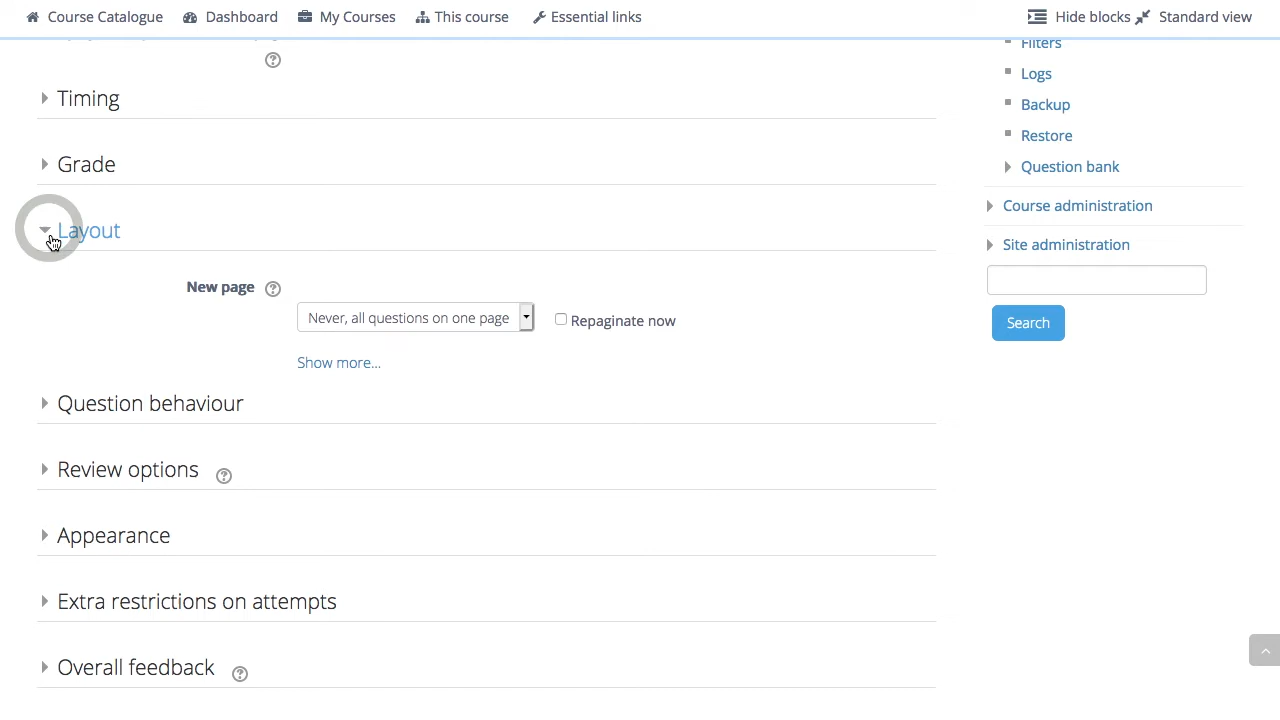 Course Catalogue Dashboard My Courses This course Essential links Hide blocks Standard view
Timing
Grade
Layout
New page
Never, all questions on one page Repaginate now
Show more...
Question behaviour
Review options
Appearance
Extra restrictions on attempts
Overall feedback
Filters
Logs
Backup
Restore
Question bank
Course administration
Site administration
Search